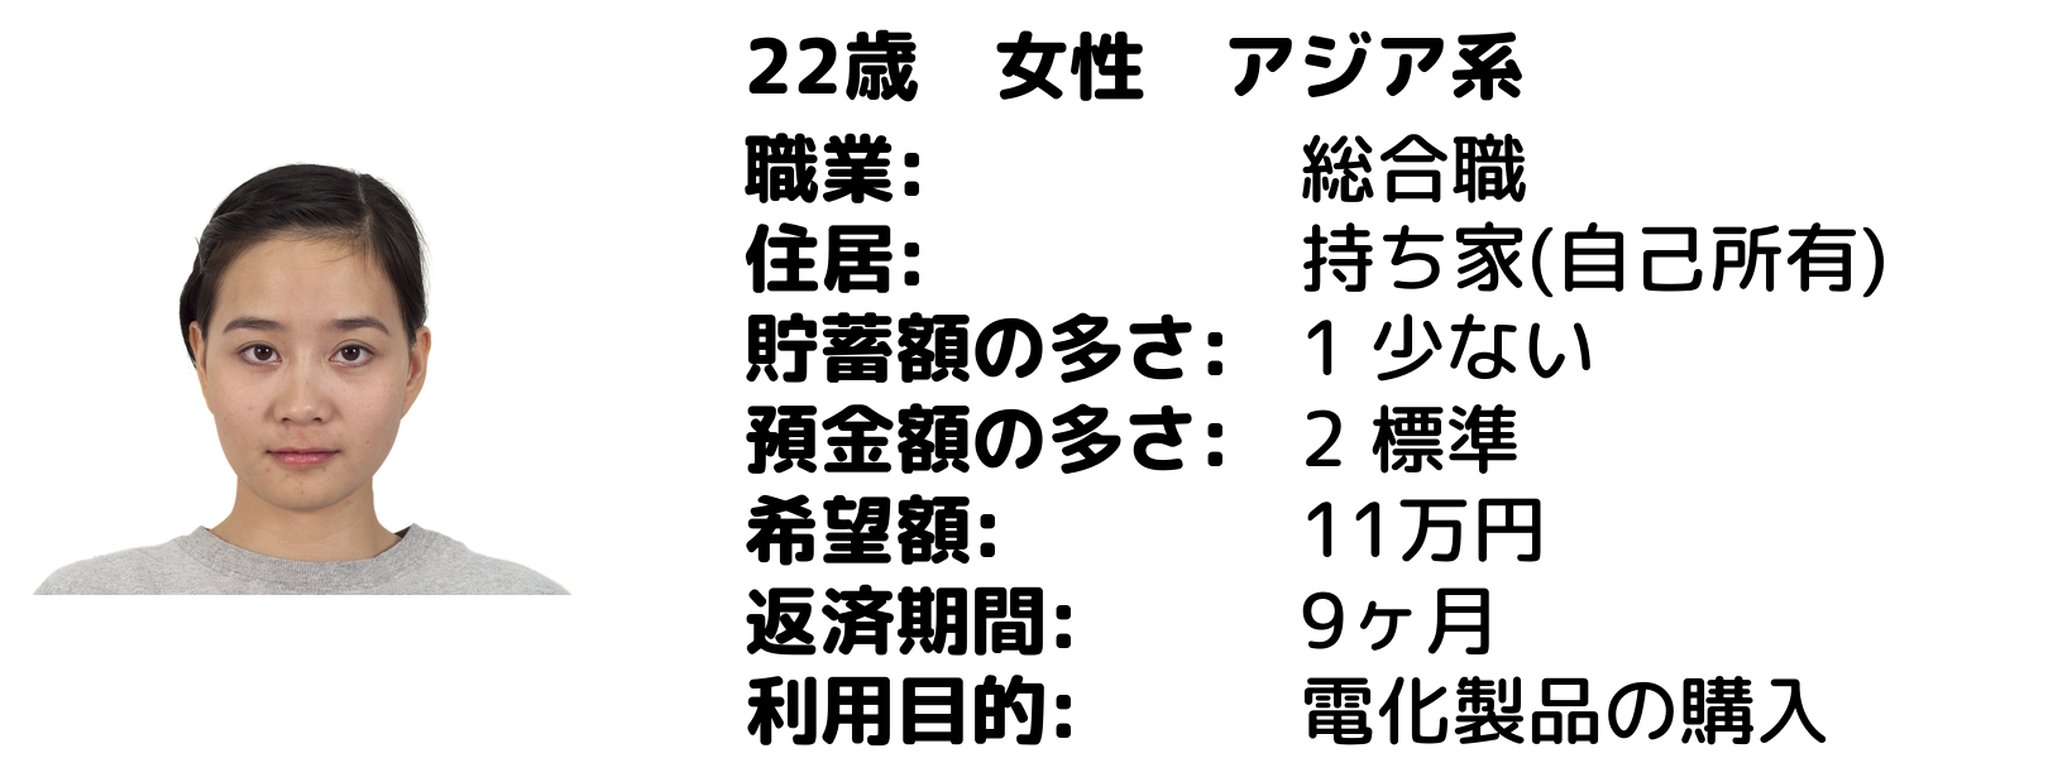 22歳　女性　アジア系
職業: 総合職
住居: 持ち家(自己所有)
貯蓄額の多さ: 1 少ない
預金額の多さ: 2 標準
希望額: 11万円
返済期間: 9ヶ月
利用目的: 電化製品の購入